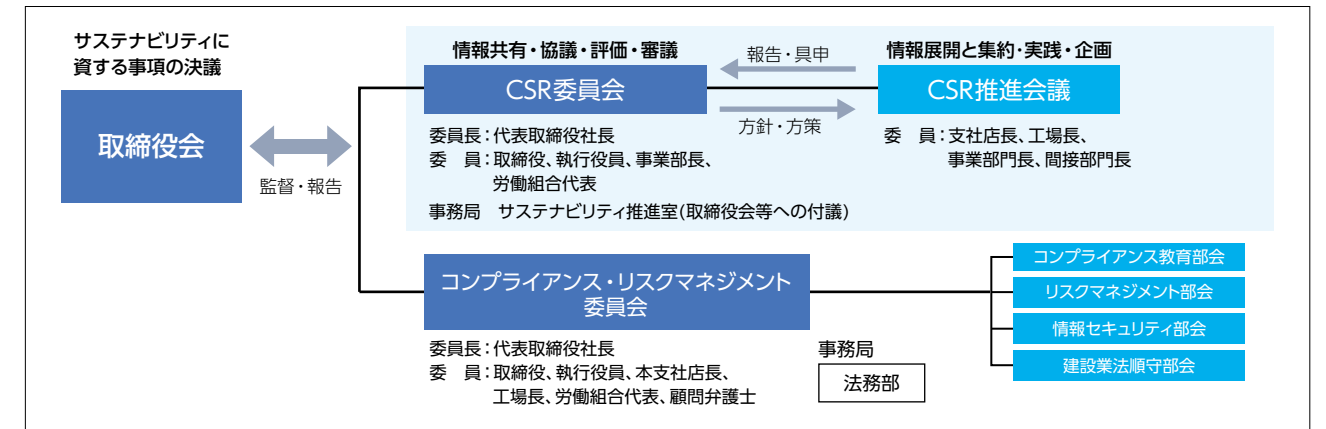 サステナビリティに
資する事項の決議
取締役会
監督・報告
情報共有・協議・評価・審議
CSR委員会
委員長：代表取締役社長
委　員：取締役、執行役員、事業部長、
労働組合代表
事務局　サステナビリティ推進室(取締役会等への付議)
報告・具申
方針・方策
情報展開と集約・実践・企画
CSR推進会議
委　員：支社店長、工場長、
事業部門長、間接部門長
コンプライアンス・リスクマネジメント
委員会
委員長：代表取締役社長
委　員：取締役、執行役員、本支社店長、
工場長、労働組合代表、顧問弁護士
事務局
法務部
コンプライアンス教育部会
リスクマネジメント部会
情報セキュリティ部会
建設業法順守部会